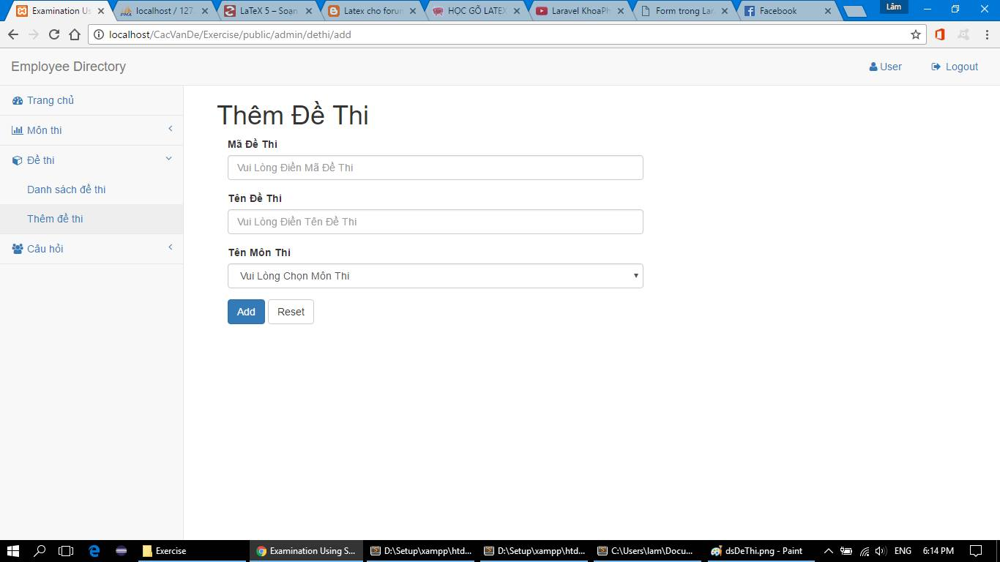 Examination Us
localhost / 127.
LaTeX 5 – Soan
Latex cho forun
HỌC GÕ LATEX
Laravel KhoaPh
Form trong Lar
Facebook
Lâm
localhost/CacVanDe/Exercise/public/admin/dethi/add
Employee Directory
User
Logout
Trang chủ
Môn thi
Đề thi
Danh sách đề thi
Thêm đề thi
Câu hỏi
Thêm Đề Thi
Mã Đề Thi
Vui Lòng Điền Mã Đề Thi
Tên Đề Thi
Vui Lòng Điền Tên Đề Thi
Tên Môn Thi
Vui Lòng Chọn Môn Thi
Add
Reset
Exercise
Examination Using S...
D:\Setup\xampp\htd...
D:\Setup\xampp\htd...
C:\Users\lam\Docu...
dsDeThi.png - Paint
ENG
6:14 PM